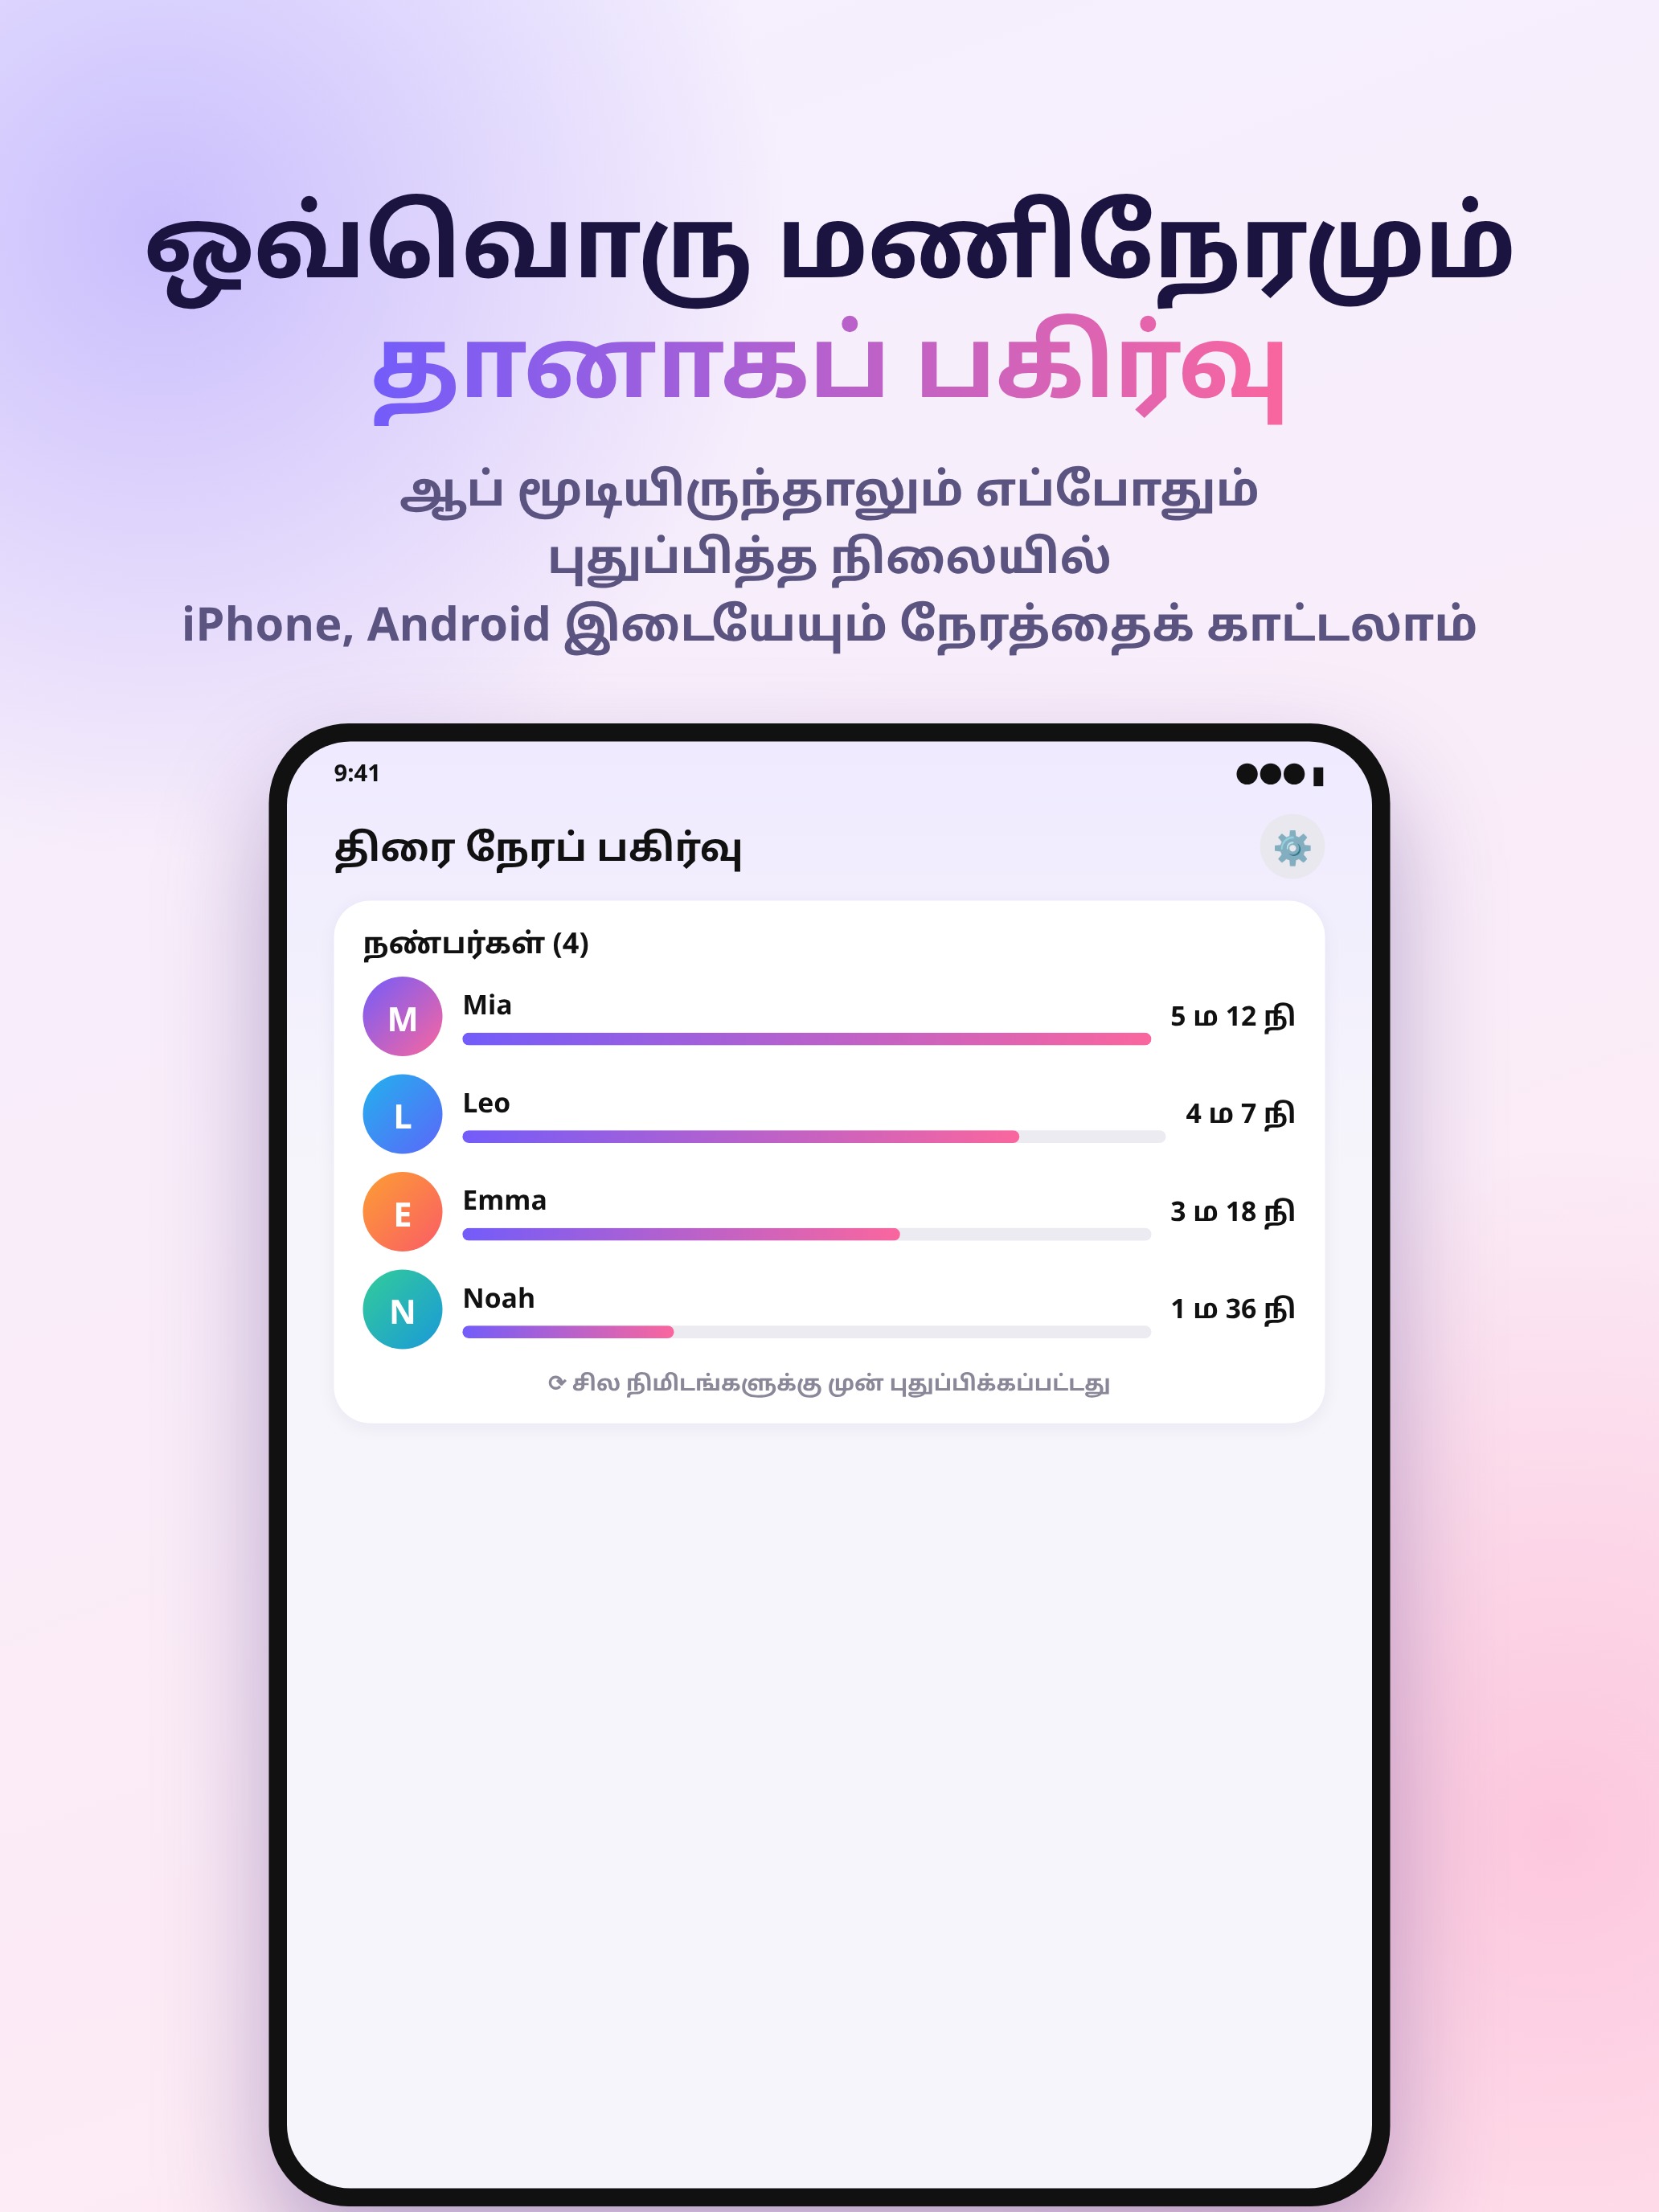 ஒவ்வொரு மணிநேரமும்
தானாகப் பகிர்வு
ஆப் மூடியிருந்தாலும் எப்போதும்
புதுப்பித்த நிலையில்
iPhone, Android இடையேயும் நேரத்தைக் காட்டலாம்
9:41
திரை நேரப் பகிர்வு
நண்பர்கள் (4)
M
Mia
5 ம 12 நி
L
Leo
4 ம 7 நி
E
Emma
3 ம 18 நி
N
Noah
1 ம 36 நி
⟳ சில நிமிடங்களுக்கு முன் புதுப்பிக்கப்பட்டது